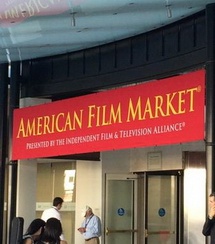 AMERICAN FILM MARKET®
PRESENTED BY THE INDEPENDENT FILM & TELEVISION ALLIANCE®